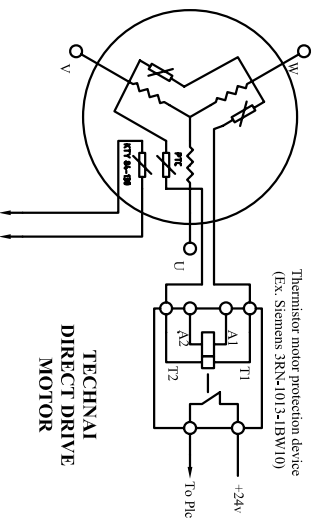 V
W
PTC
KTY 84-130
U
Thermistor motor protection device
(Ex. Siemens 3RN-1013-1BW10)
A2
A1
T2
T1
TECHNAI
DIRECT DRIVE
MOTOR
To Plc
+24v